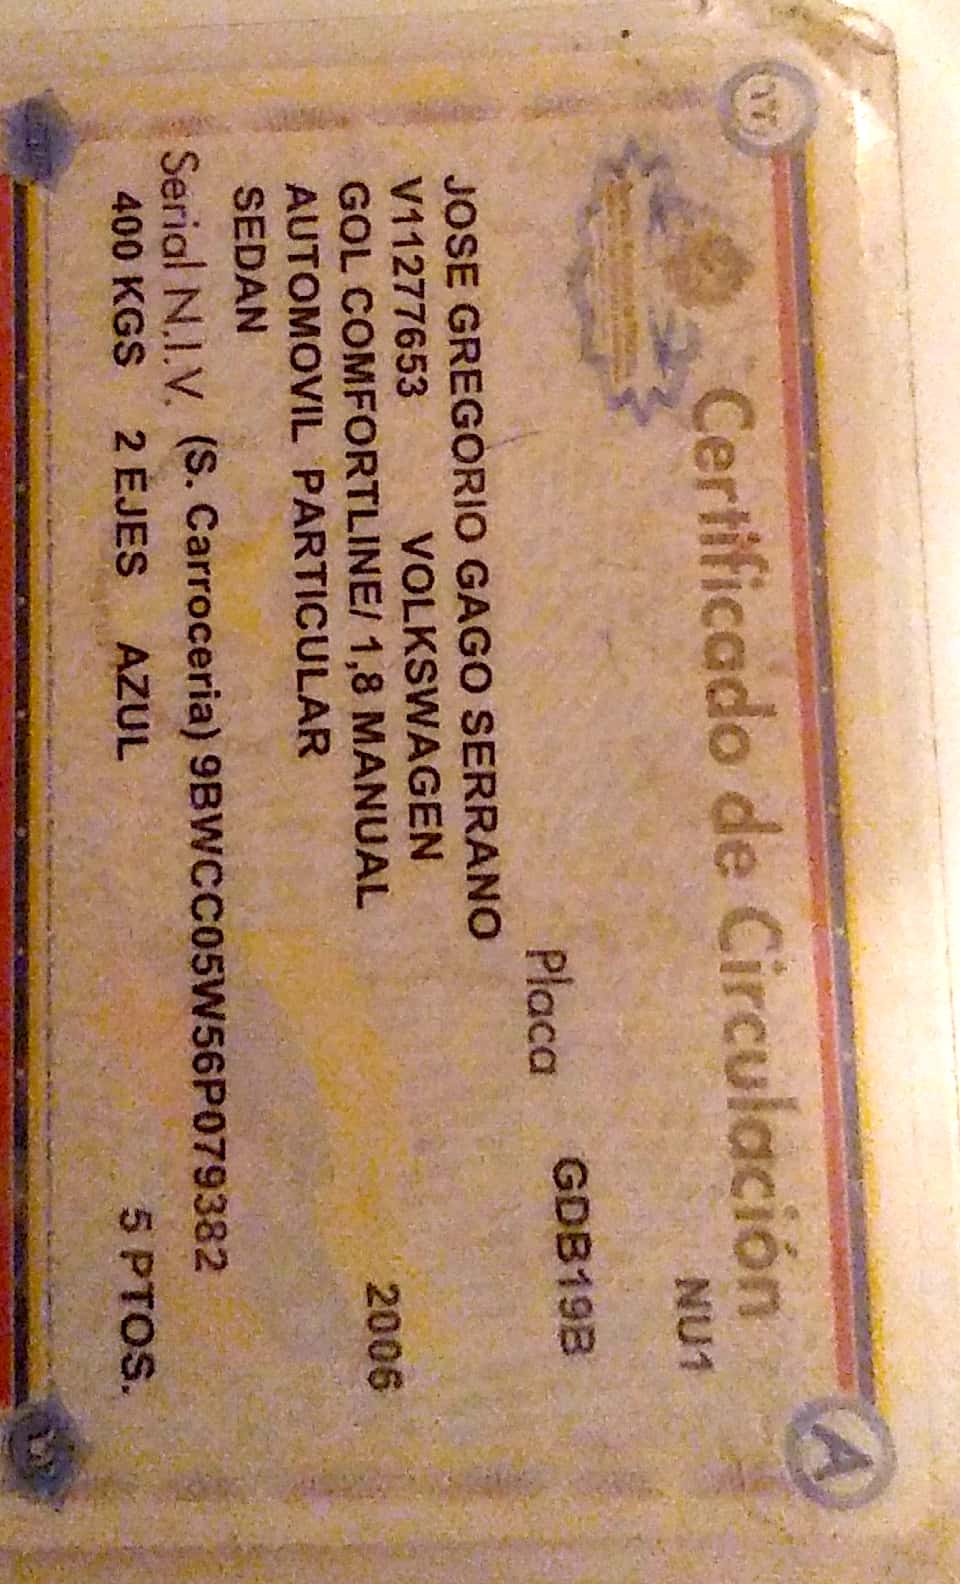 17
A
Certificado de Circulación
NU1
Placa GDB19B
JOSE GREGORIO GAGO SERRANO
V11277653 VOLKSWAGEN
GOL COMFORTLINE/ 1,8 MANUAL 2006
AUTOMOVIL PARTICULAR
SEDAN
Serial N.I.V. (S. Carroceria) 9BWCC05W56P079382
400 KGS 2 EJES AZUL 5 PTOS.